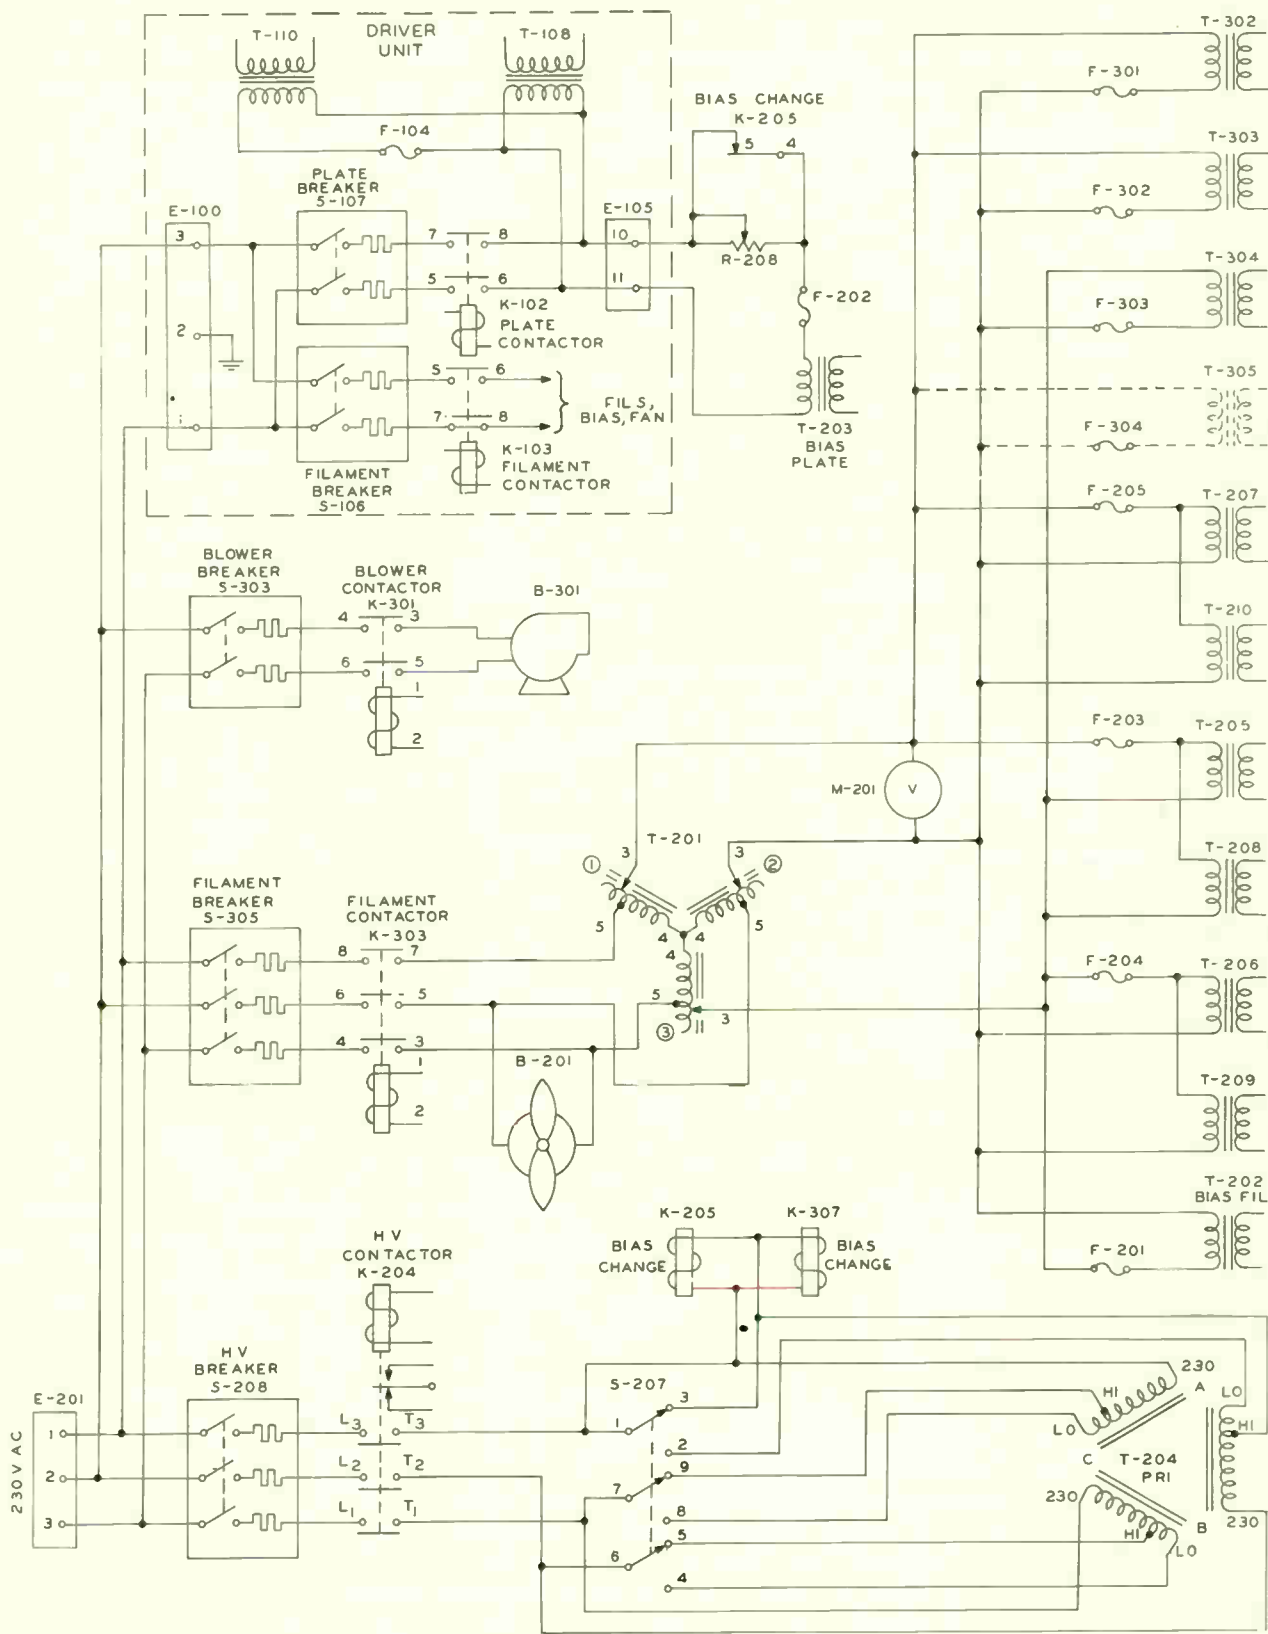 T-110
DRIVER
UNIT
T-108
F-104
PLATE
BREAKER
S-107
E-100
3
2
1
7
8
5
6
K-102
PLATE
CONTACTOR
E-105
10
11
5
6
7
8
FILS,
BIAS, FAN
K-103
FILAMENT
CONTACTOR
FILAMENT
BREAKER
S-106
BIAS CHANGE
K-205
5
4
R-208
F-202
T-203
BIAS
PLATE
T-302
F-301
T-303
F-302
T-304
F-303
T-305
F-304
F-205
T-207
T-210
F-203
T-205
T-208
F-204
T-206
T-209
T-202
BIAS FIL
F-201
BLOWER
BREAKER
S-303
BLOWER
CONTACTOR
K-301
4
3
6
5
1
2
B-301
M-201
V
T-201
1
3
3
2
5
4
4
5
4
5
3
3
FILAMENT
BREAKER
S-305
FILAMENT CONTACTOR
K-303
8
7
6
5
4
3
1
2
B-201
K-205
K-307
BIAS
CHANGE
BIAS
CHANGE
HV
CONTACTOR
K-204
HV
BREAKER
S-208
E-201
230 V AC
1
2
3
L3
T3
L2
T2
L1
T1
S-207
1
3
2
7
9
8
6
5
4
230
A
HI
LO
LO
HI
C
T-204
PRI
230
HI
B
LO
230